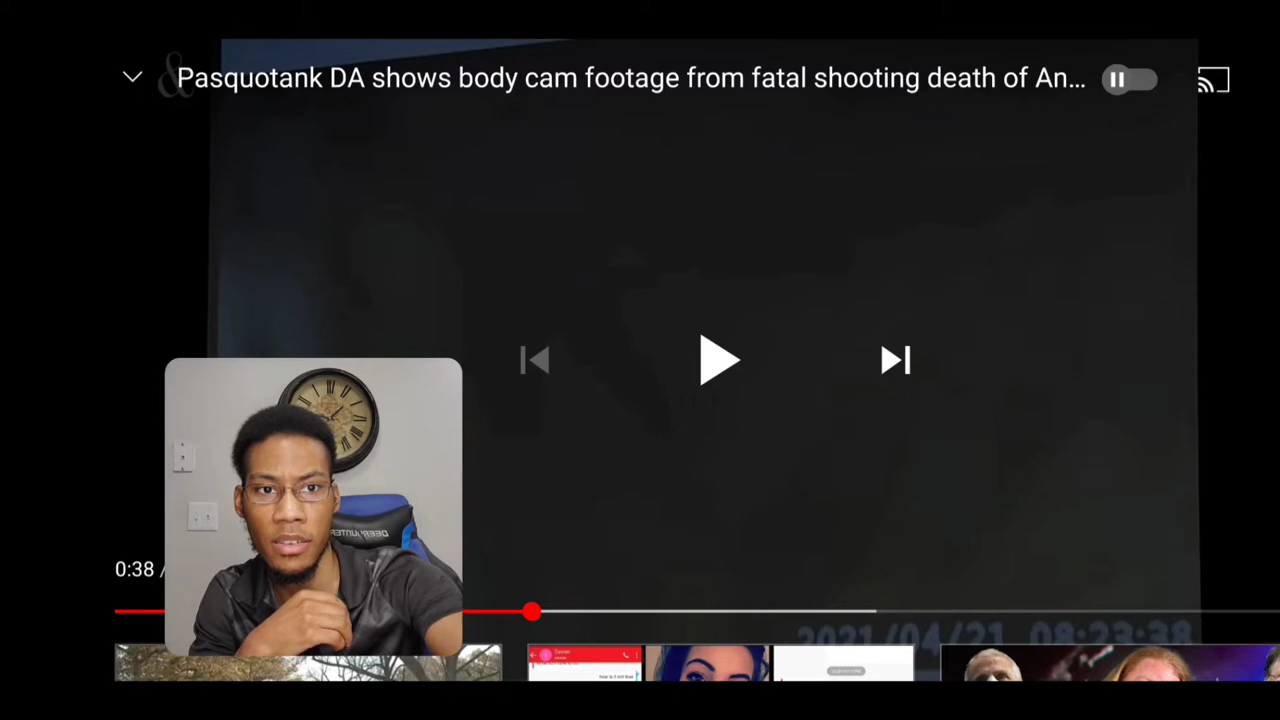 Pasquotank DA shows body cam footage from fatal shooting death of An...
0:38 /
2021/04/21 08:23:38